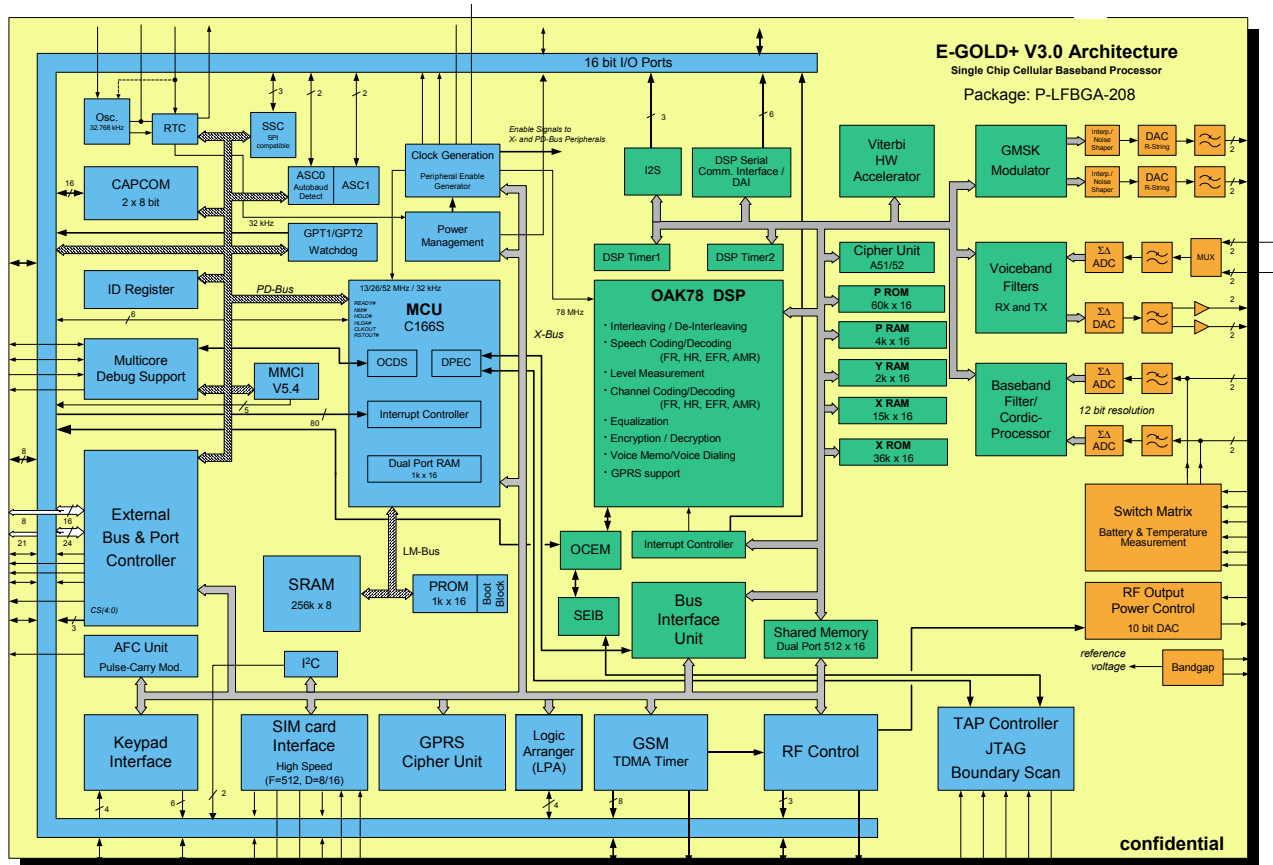 E-GOLD+ V3.0 Architecture
Single Chip Cellular Baseband Processor
Package: P-LFBGA-208
16 bit I/O Ports
Osc.
32.768 kHz
RTC
3
SSC
SPI
compatible
2
2
ASC0
Autobaud
Detect
ASC1
Enable Signals to
X- and PD-Bus Peripherals
Clock Generation
Peripheral Enable
Generator
3
I2S
6
DSP Serial
Comm. Interface /
DAI
Viterbi
HW
Accelerator
GMSK
Modulator
Interp./
Noise
Shaper
DAC
R-String
2
Interp./
Noise
Shaper
DAC
R-String
2
16
CAPCOM
2 x 8 bit
32 kHz
GPT1/GPT2
Watchdog
Power
Management
DSP Timer1
DSP Timer2
Cipher Unit
A51/52
Voiceband
Filters
RX and TX
ΣΔ
ADC
MUX
2
2
ΣΔ
DAC
2
2
ID Register
PD-Bus
6
13/26/52 MHz / 32 kHz
READY#
NMI#
HOLD#
HLDA#
CLKOUT
RSTOUT#
MCU
C166S
X-Bus
78 MHz
OAK78 DSP
· Interleaving / De-Interleaving
· Speech Coding/Decoding
(FR, HR, EFR, AMR)
· Level Measurement
· Channel Coding/Decoding
(FR, HR, EFR, AMR)
· Equalization
· Encryption / Decryption
· Voice Memo/Voice Dialing
· GPRS support
P ROM
60k x 16
P RAM
4k x 16
Y RAM
2k x 16
X RAM
15k x 16
X ROM
36k x 16
Baseband
Filter/
Cordic-
Processor
ΣΔ
ADC
2
12 bit resolution
ΣΔ
ADC
2
Multicore
Debug Support
MMCI
V5.4
5
80
OCDS
DPEC
Interrupt Controller
Dual Port RAM
1k x 16
8
8
16
21
24
External
Bus & Port
Controller
CS(4:0)
3
LM-Bus
SRAM
256k x 8
PROM
1k x 16
Boot
Block
OCEM
SEIB
Interrupt Controller
Bus
Interface
Unit
Shared Memory
Dual Port 512 x 16
Switch Matrix
Battery & Temperature
Measurement
RF Output
Power Control
10 bit DAC
reference
voltage
Bandgap
AFC Unit
Pulse-Carry Mod.
I²C
Keypad
Interface
SIM card
Interface
High Speed
(F=512, D=8/16)
GPRS
Cipher Unit
Logic
Arranger
(LPA)
GSM
TDMA Timer
RF Control
TAP Controller
JTAG
Boundary Scan
4
6
2
4
8
3
confidential